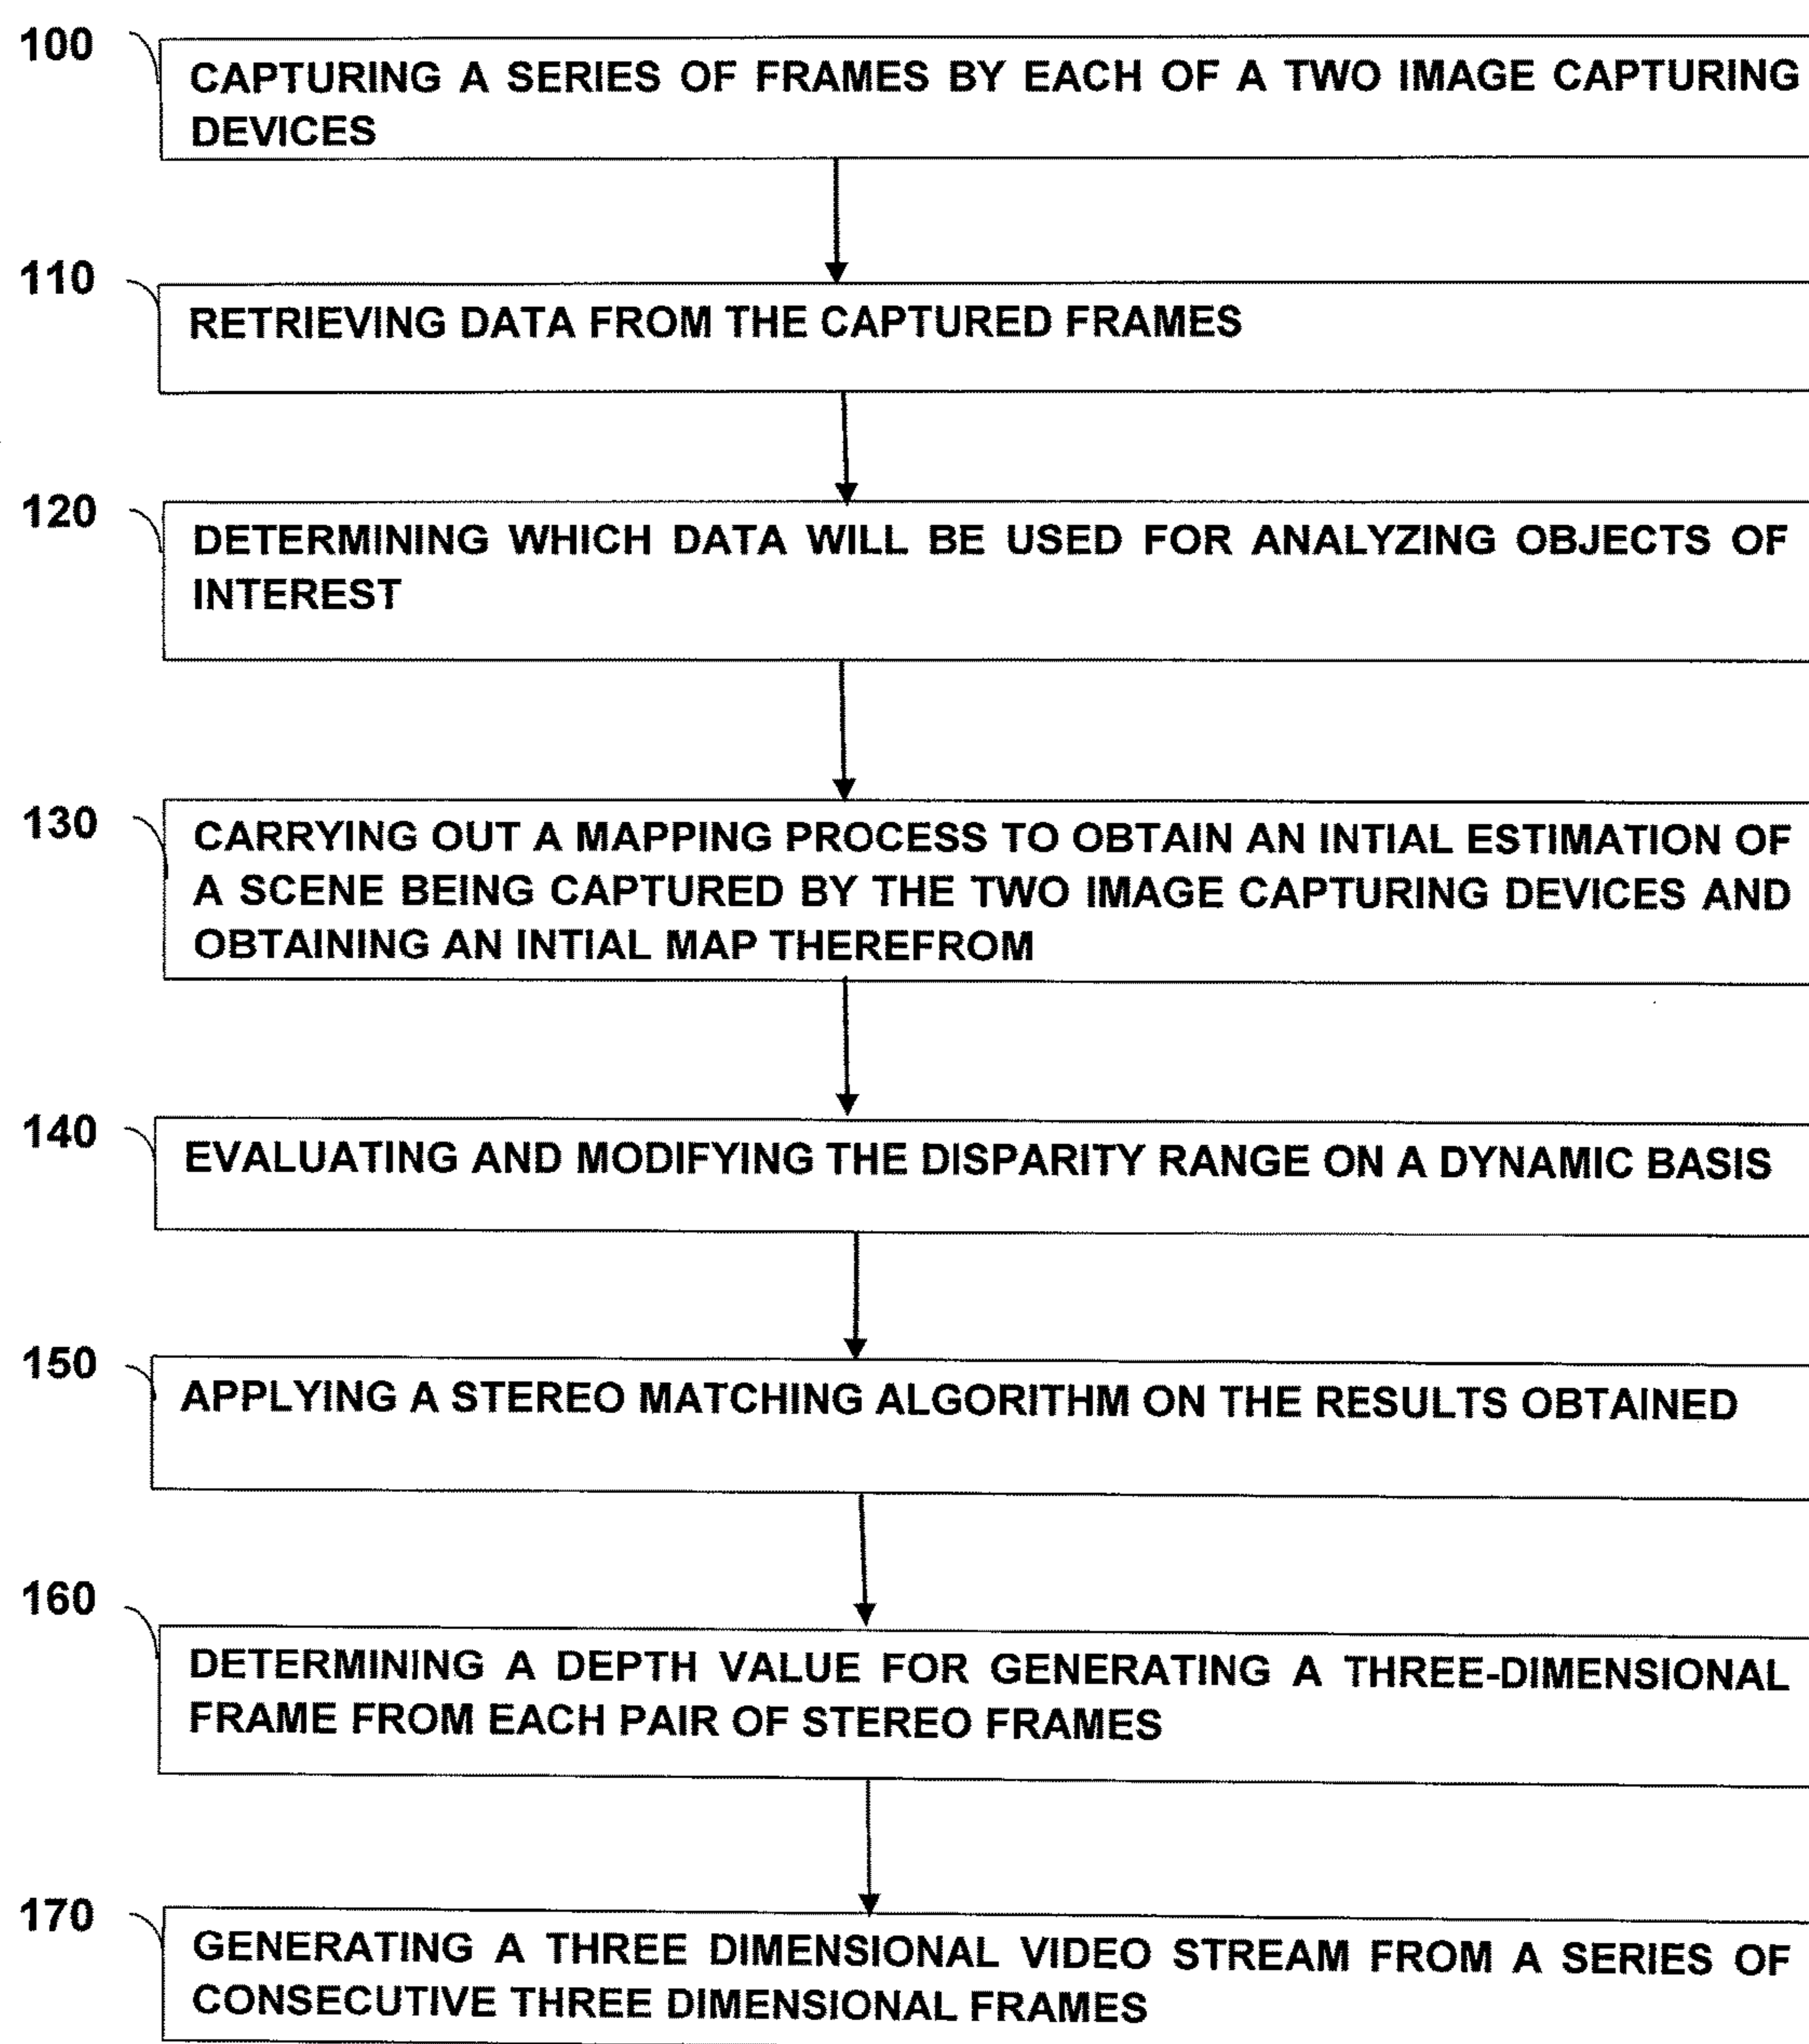 100
CAPTURING A SERIES OF FRAMES BY EACH OF A TWO IMAGE CAPTURING
DEVICES
110
RETRIEVING DATA FROM THE CAPTURED FRAMES
120
DETERMINING WHICH DATA WILL BE USED FOR ANALYZING OBJECTS OF
INTEREST
130
CARRYING OUT A MAPPING PROCESS TO OBTAIN AN INTIAL ESTIMATION OF
A SCENE BEING CAPTURED BY THE TWO IMAGE CAPTURING DEVICES AND
OBTAINING AN INTIAL MAP THEREFROM
140
EVALUATING AND MODIFYING THE DISPARITY RANGE ON A DYNAMIC BASIS
150
APPLYING A STEREO MATCHING ALGORITHM ON THE RESULTS OBTAINED
160
DETERMINING A DEPTH VALUE FOR GENERATING A THREE-DIMENSIONAL
FRAME FROM EACH PAIR OF STEREO FRAMES
170
GENERATING A THREE DIMENSIONAL VIDEO STREAM FROM A SERIES OF
CONSECUTIVE THREE DIMENSIONAL FRAMES